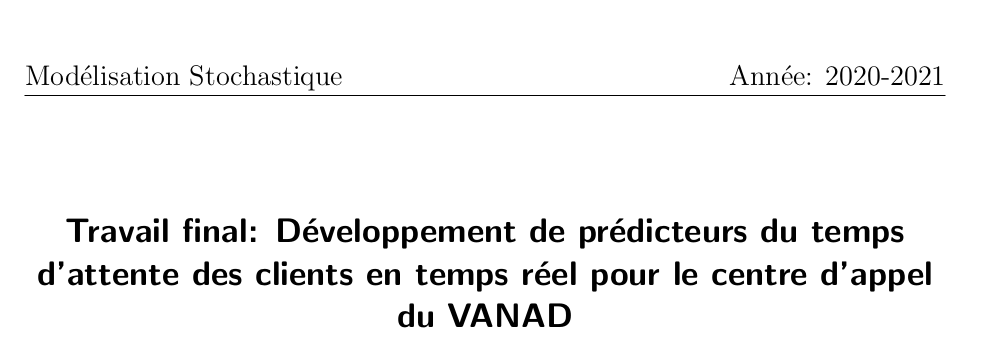 Modélisation Stochastique Année: 2020-2021
Travail final: Développement de prédicteurs du temps
d'attente des clients en temps réel pour le centre d'appel
du VANAD